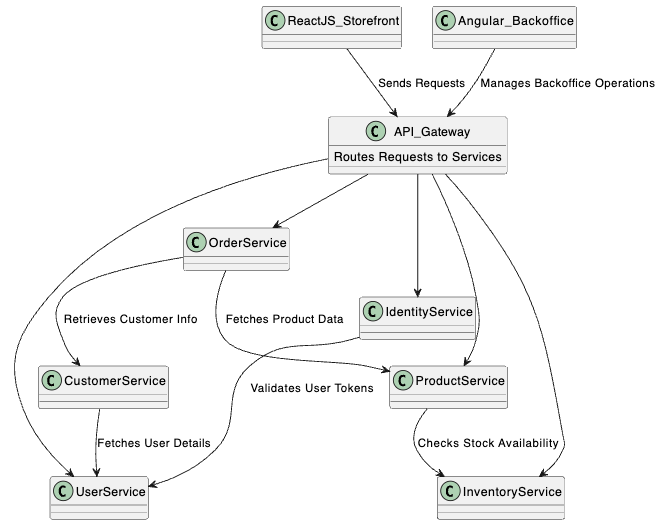 C ReactJS_Storefront
C Angular_Backoffice
Sends Requests
Manages Backoffice Operations
C API_Gateway
Routes Requests to Services
C OrderService
C IdentityService
Retrieves Customer Info
Fetches Product Data
C CustomerService
C ProductService
Validates User Tokens
Fetches User Details
Checks Stock Availability
C UserService
C InventoryService